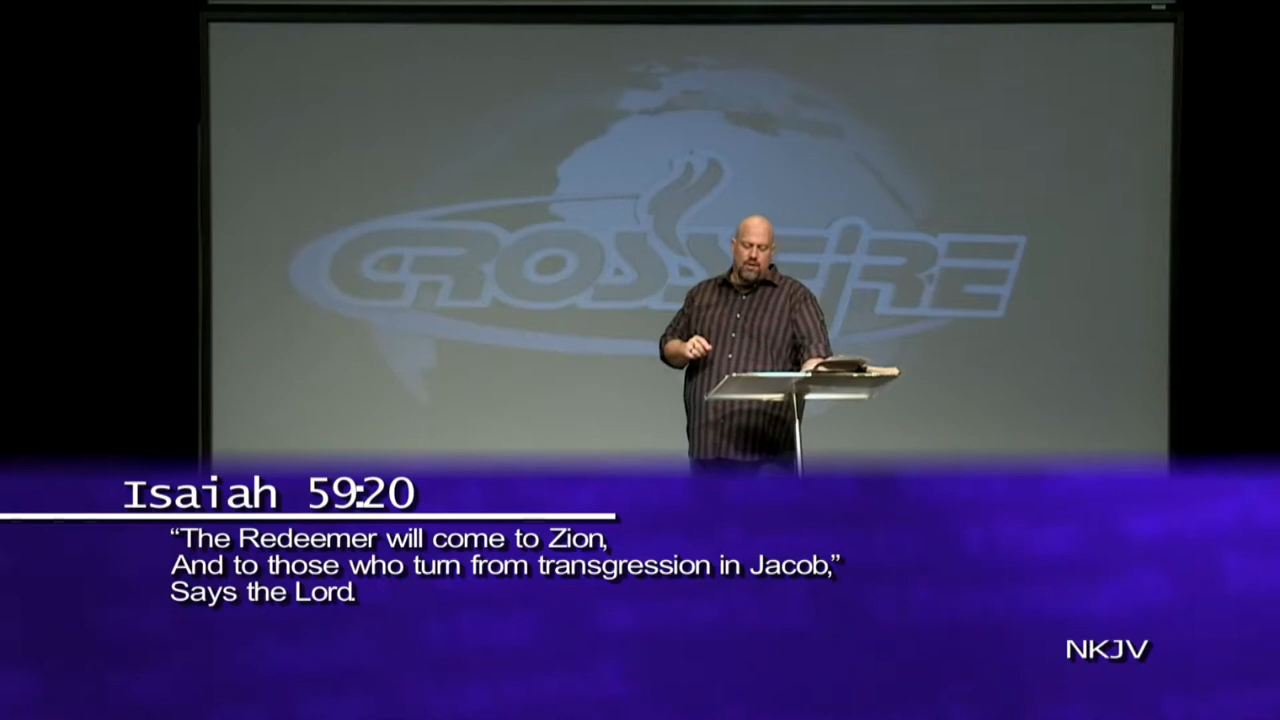 CROSSFIRE
Isaiah 59:20
“The Redeemer will come to Zion,
And to those who turn from transgression in Jacob,”
Says the Lord.
NKJV